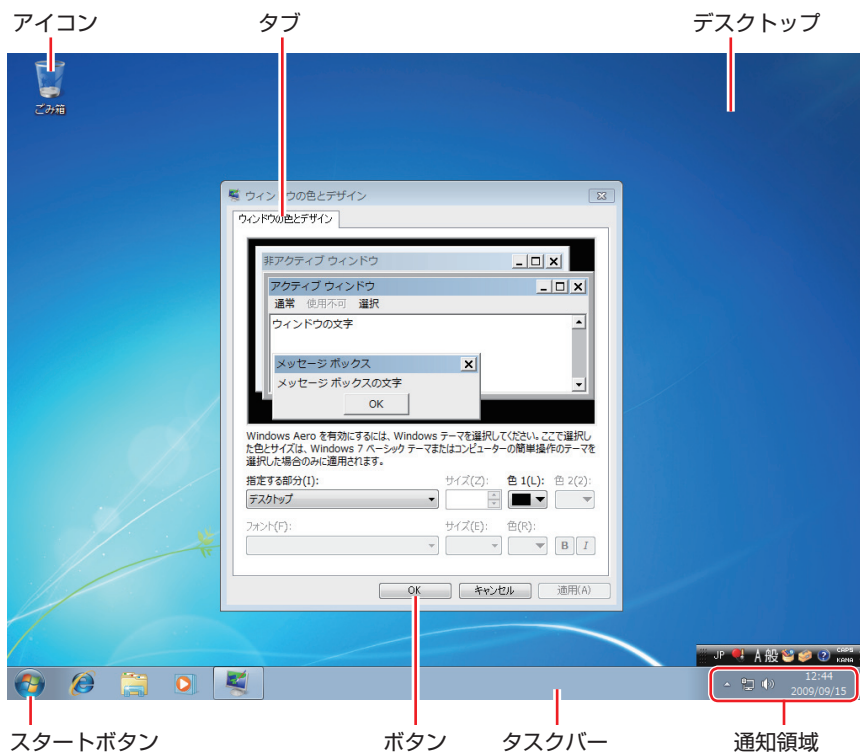 アイコン
タブ
デスクトップ
ごみ箱
ウィンドウの色とデザイン
ウィンドウの色とデザイン
非アクティブ ウィンドウ
アクティブ ウィンドウ
通常 使用不可 選択
ウィンドウの文字
メッセージ ボックス
メッセージ ボックスの文字
OK
Windows Aero を有効にするには、Windows テーマを選択してください。ここで選択し
た色とサイズは、Windows 7 ベーシック テーマまたはコンピューターの簡単操作のテーマを
選択した場合のみに適用されます。
指定する部分(I): サイズ(Z): 色 1(L): 色 2(2):
デスクトップ
フォント(F): サイズ(E): 色(R):
B I
OK キャンセル 適用(A)
JP A 般 CAPS
KANA
12:44
2009/09/15
スタートボタン
ボタン
タスクバー
通知領域